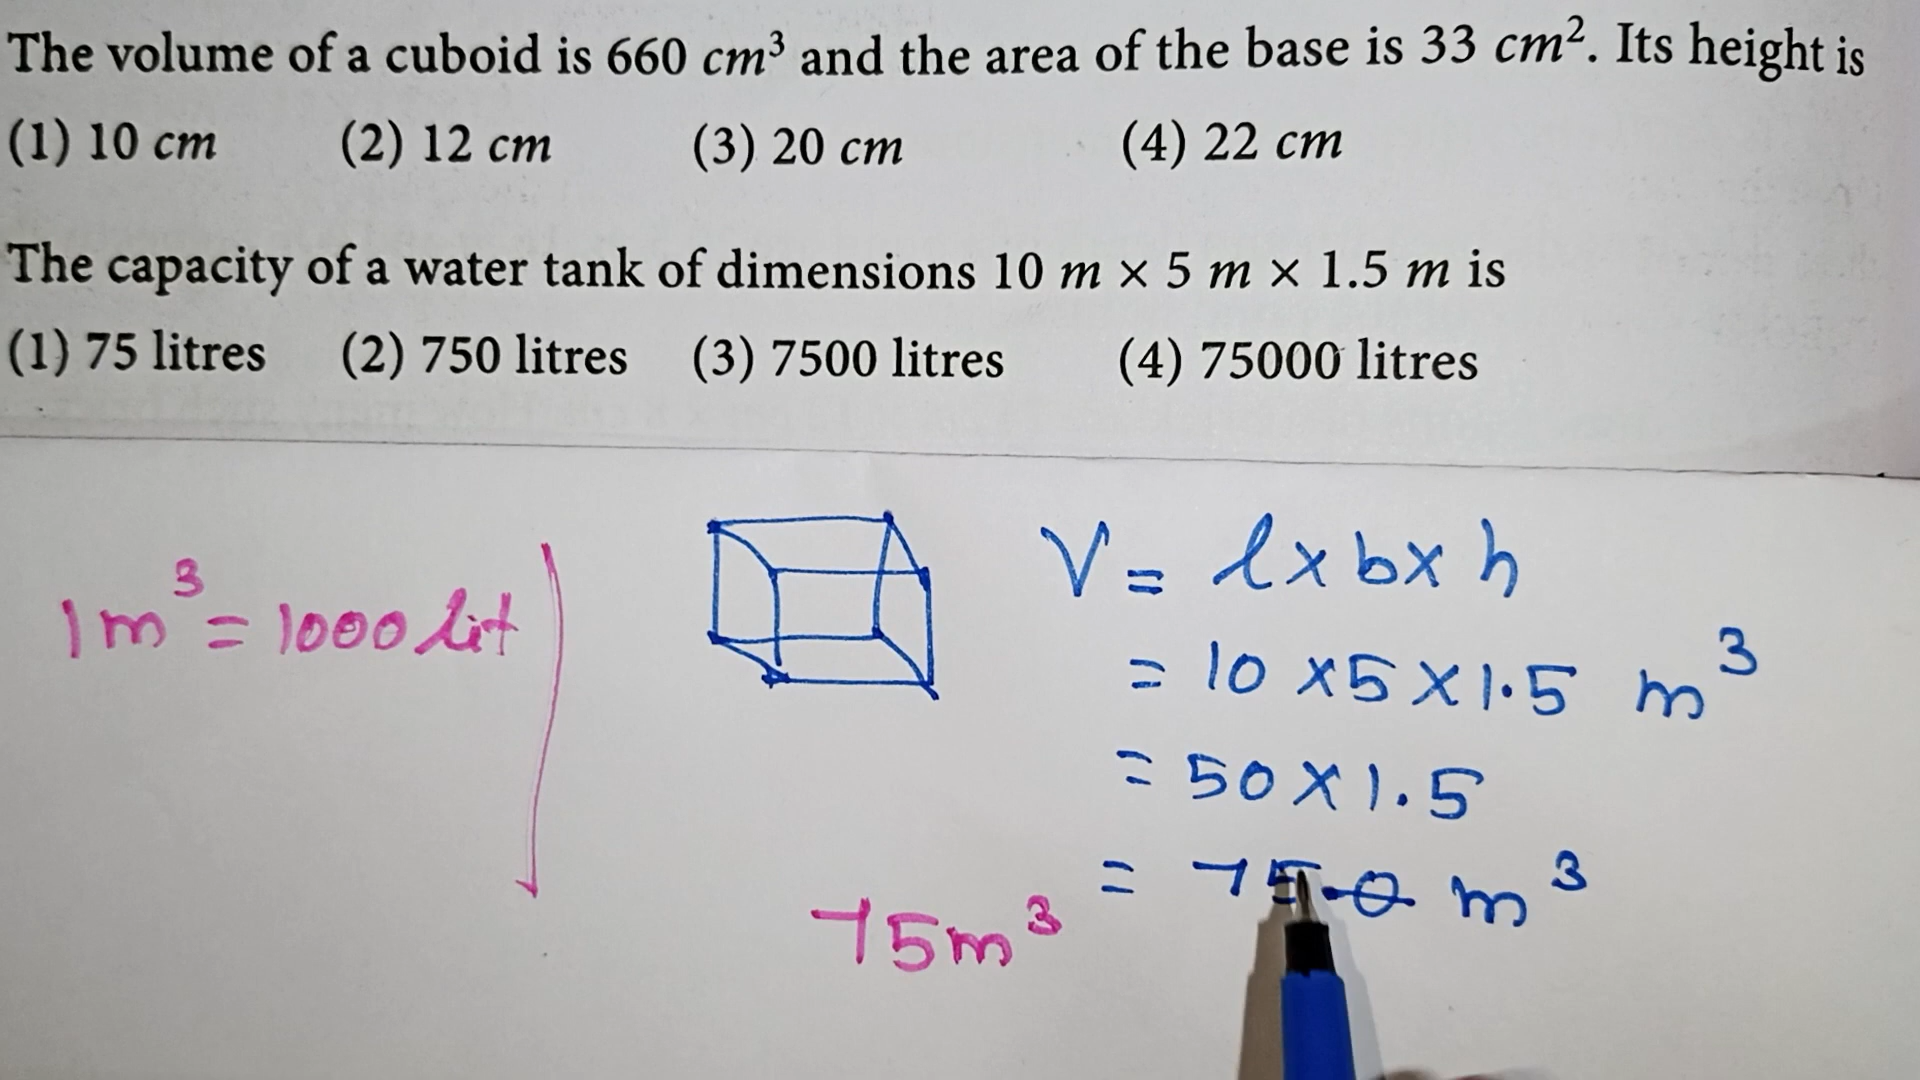 The volume of a cuboid is 660 cm³ and the area of the base is 33 cm². Its height is
(1) 10 cm (2) 12 cm (3) 20 cm (4) 22 cm
The capacity of a water tank of dimensions 10 m × 5 m × 1.5 m is
(1) 75 litres (2) 750 litres (3) 7500 litres (4) 75000 litres
1m³ = 1000 lit
V = l×b×h
= 10 ×5×1.5 m³
= 50×1.5
= 75.0 m³
75m³